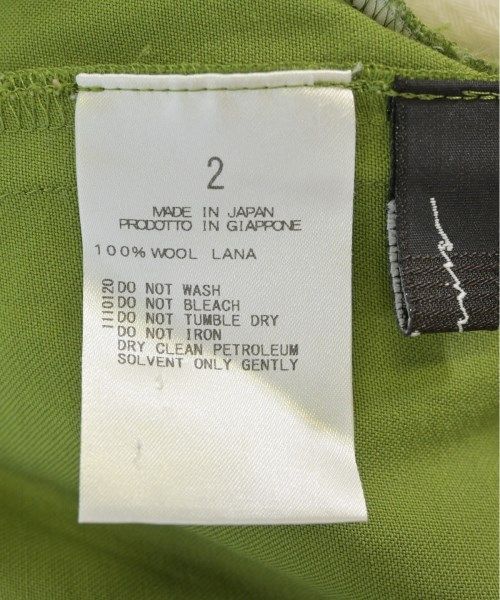 2
MADE IN JAPAN
PRODOTTO IN GIAPPONE
100% WOOL LANA
1110120
DO NOT WASH
DO NOT BLEACH
DO NOT TUMBLE DRY
DO NOT IRON
DRY CLEAN PETROLEUM
SOLVENT ONLY GENTLY